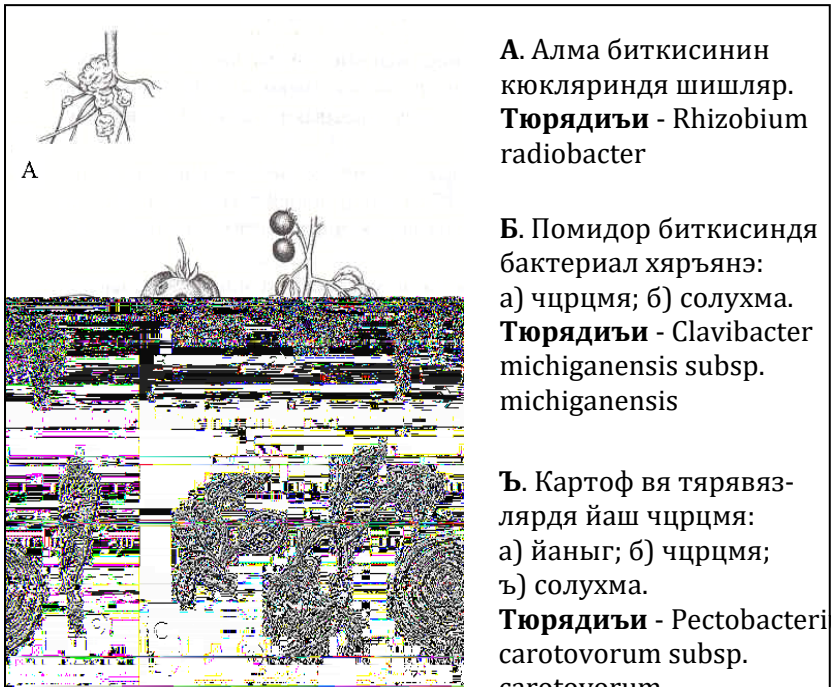 А. Алма биткисинин
кюкляриндя шишляр.
Тюрядиъи - Rhizobium
radiobacter
A
Б. Помидор биткисиндя
бактериал хяръянэ:
а) чцрцмя; б) солухма.
Тюрядиъи - Clavibacter
michiganensis subsp.
michiganensis
Ъ. Картоф вя тярявяз-
лярдя йаш чцрцмя:
а) йаныг; б) чцрцмя;
ъ) солухма.
Тюрядиъи - Pectobacteri
carotovorum subsp.
carotovorum
C